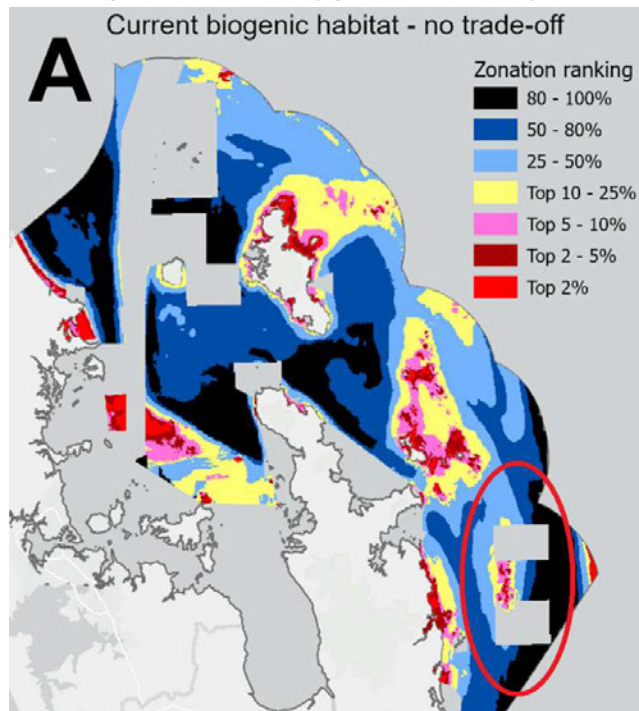 Current biogenic habitat - no trade-off
A
Zonation ranking
80 - 100%
50 - 80%
25 - 50%
Top 10 - 25%
Top 5 - 10%
Top 2 - 5%
Top 2%